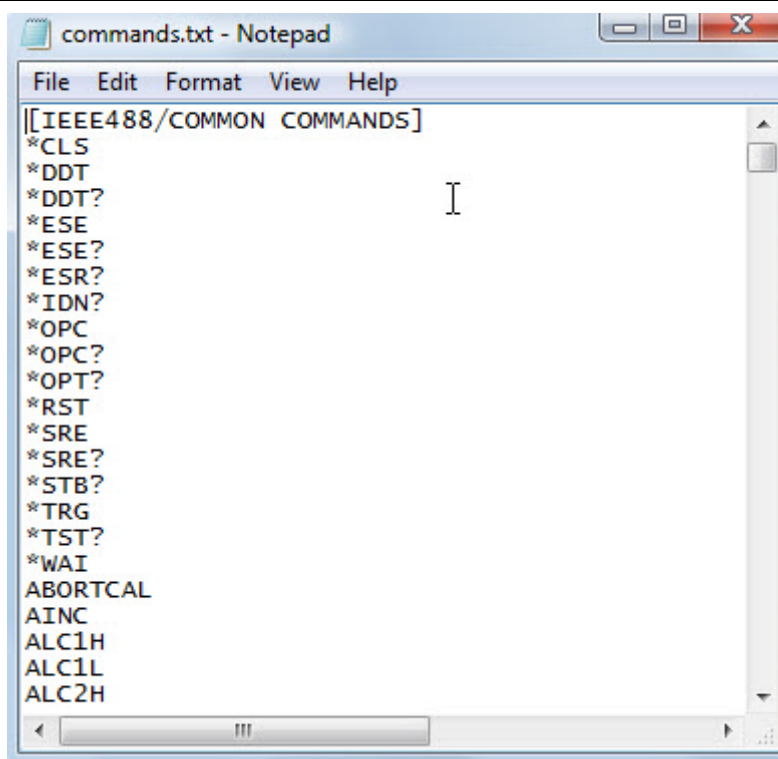 commands.txt - Notepad
File Edit Format View Help
[IEEE488/COMMON COMMANDS]
*CLS
*DDT
*DDT?
*ESE
*ESE?
*ESR?
*IDN?
*OPC
*OPC?
*OPT?
*RST
*SRE
*SRE?
*STB?
*TRG
*TST?
*WAI
ABORTCAL
AINC
ALC1H
ALC1L
ALC2H